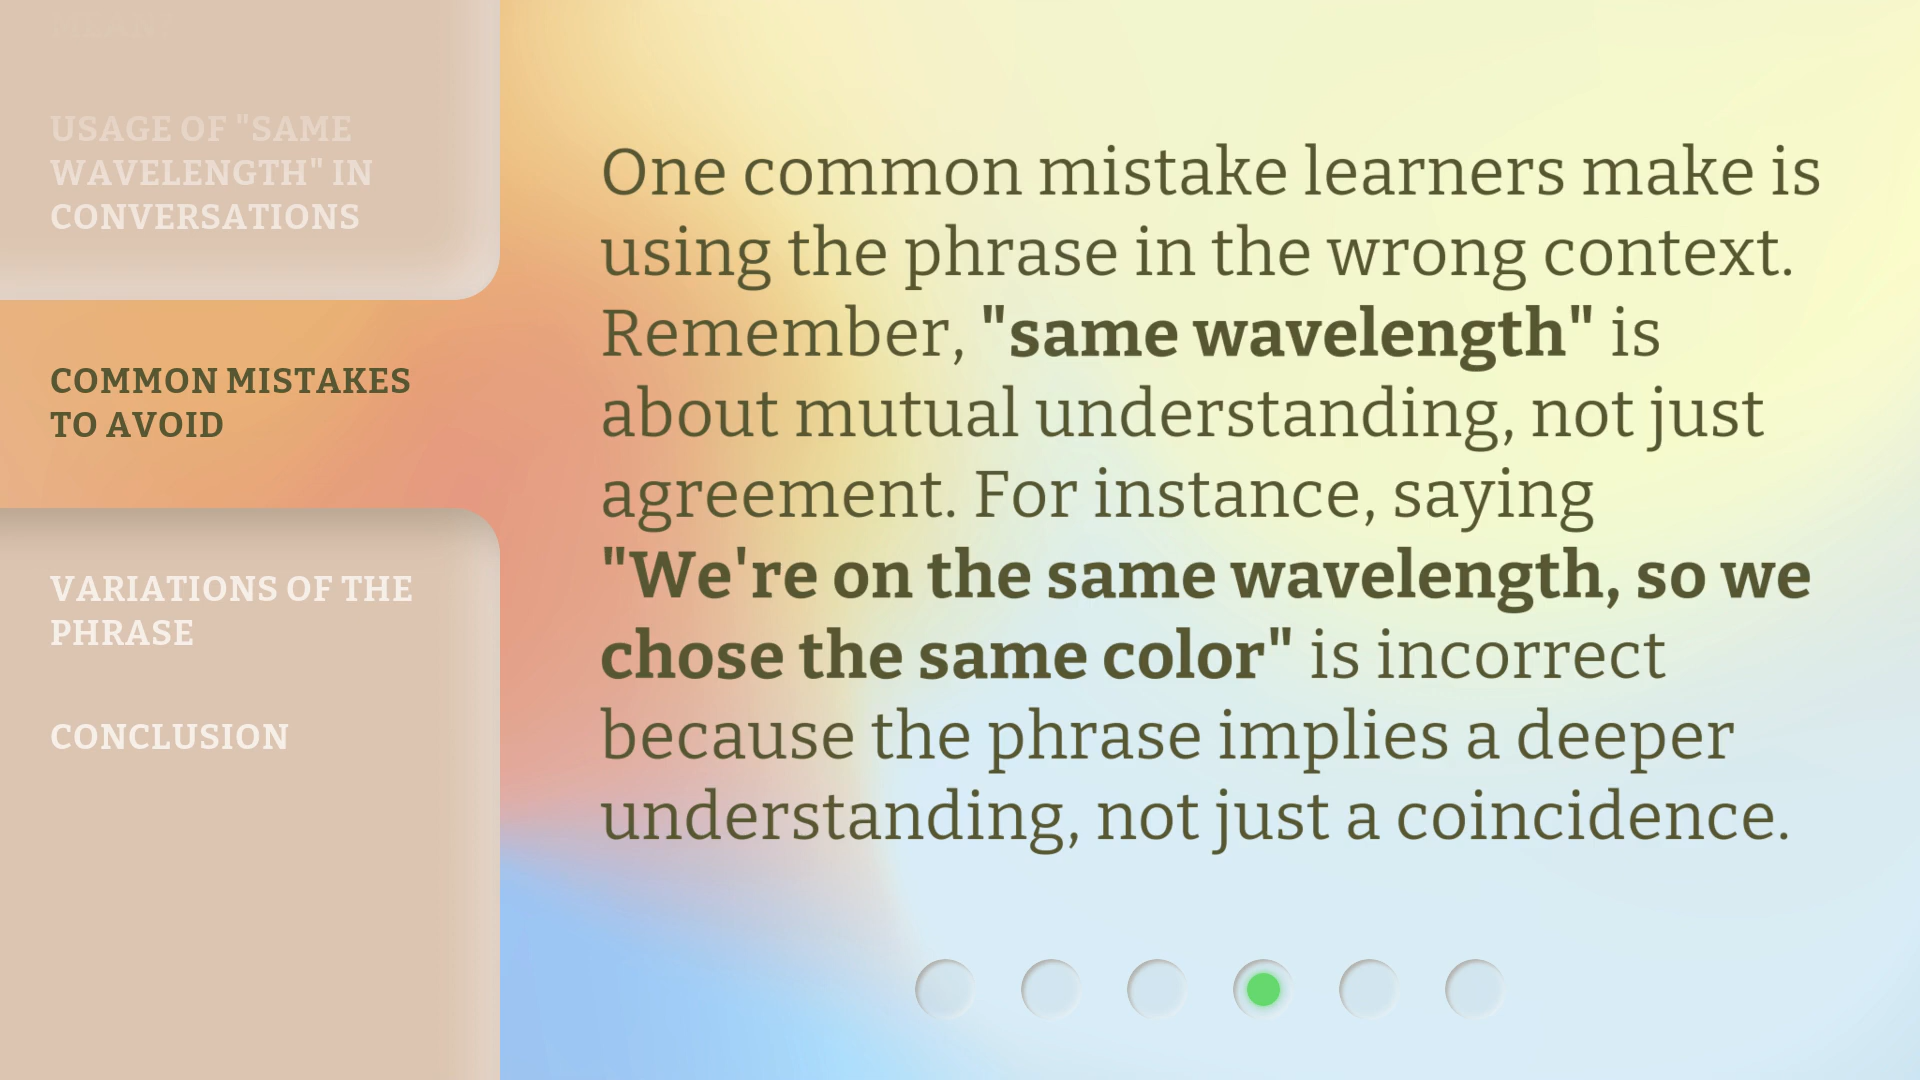 USAGE OF "SAME
WAVELENGTH" IN
CONVERSATIONS
COMMON MISTAKES
TO AVOID
VARIATIONS OF THE
PHRASE
CONCLUSION
One common mistake learners make is
using the phrase in the wrong context.
Remember, "same wavelength" is
about mutual understanding, not just
agreement. For instance, saying
"We're on the same wavelength, so we
chose the same color" is incorrect
because the phrase implies a deeper
understanding, not just a coincidence.